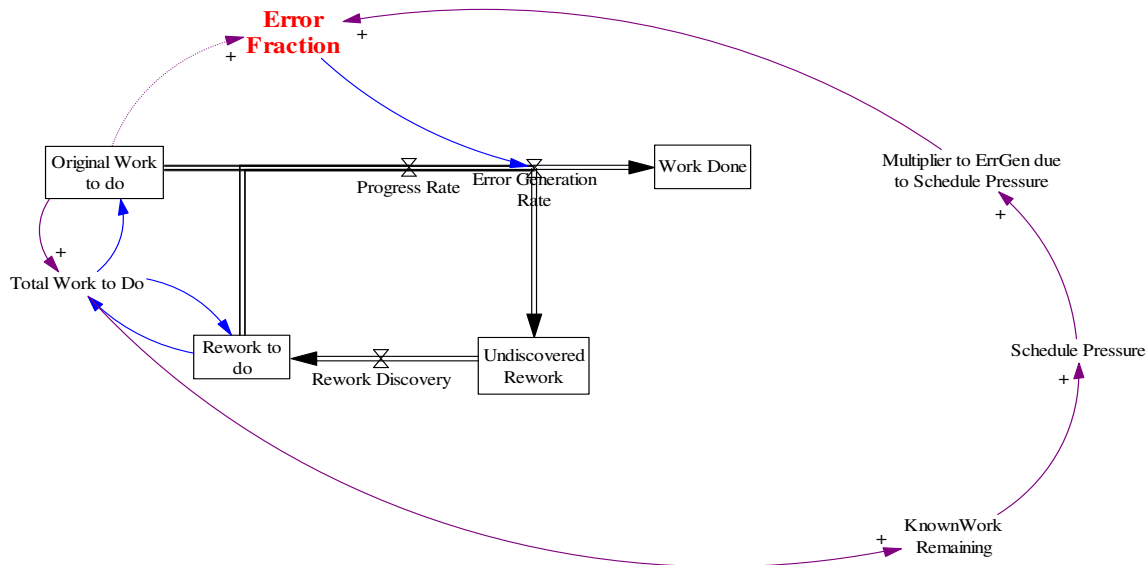 Error
Fraction
+
+
Original Work
to do
Progress Rate
Error Generation
Rate
Work Done
Multiplier to ErrGen due
to Schedule Pressure
+
+
Total Work to Do
Rework to
do
Rework Discovery
Undiscovered
Rework
Schedule Pressure
+
KnownWork
Remaining
+